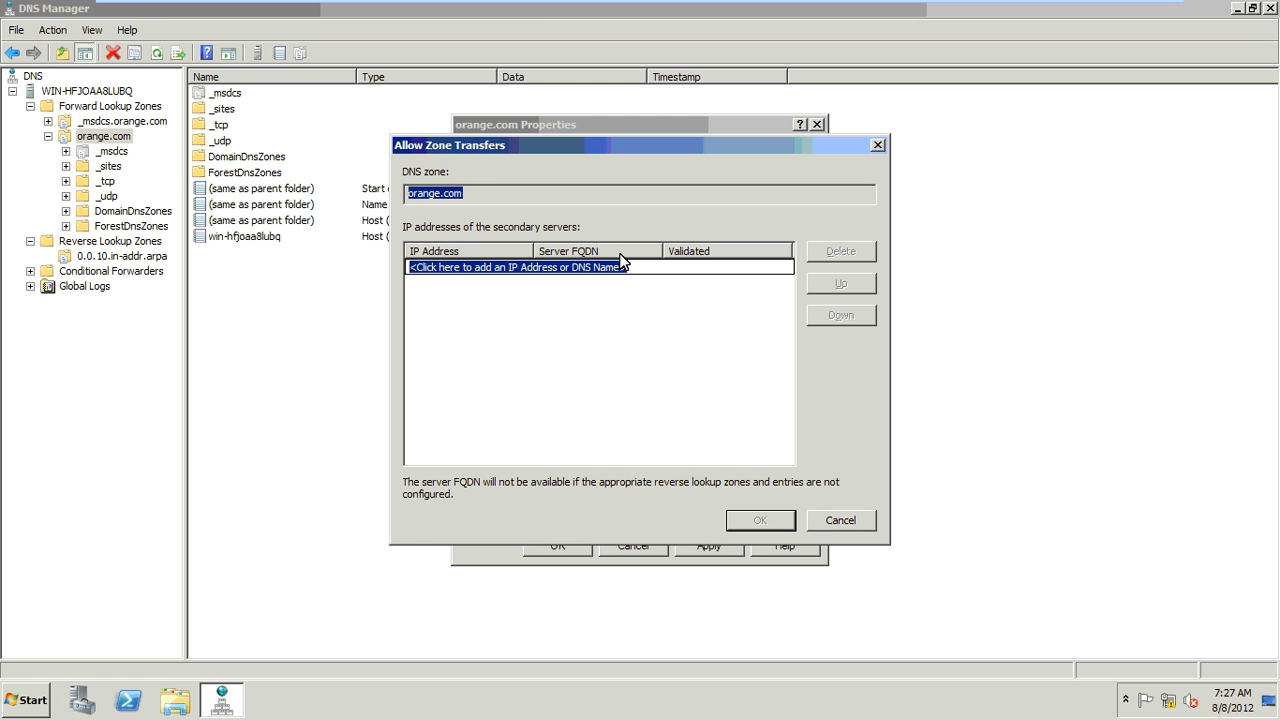 DNS Manager
File Action View Help
DNS
WIN-HFJOAA8LUBQ
Forward Lookup Zones
_msdcs.orange.com
orange.com
_msdcs
_sites
_tcp
_udp
DomainDnsZones
ForestDnsZones
Reverse Lookup Zones
0.0.10.in-addr.arpa
Conditional Forwarders
Global Logs
Name Type Data Timestamp
_msdcs
_sites
_tcp
_udp
DomainDnsZones
ForestDnsZones
(same as parent folder) Start o
(same as parent folder) Name
(same as parent folder) Host (
win-hfjoaa8lubq Host (
orange.com Properties
Allow Zone Transfers
DNS zone:
orange.com
IP addresses of the secondary servers:
IP Address Server FQDN Validated
<Click here to add an IP Address or DNS Name>
Delete
Up
Down
The server FQDN will not be available if the appropriate reverse lookup zones and entries are not
configured.
OK Cancel
OK Cancel Apply Help
Start
7:27 AM
8/8/2012